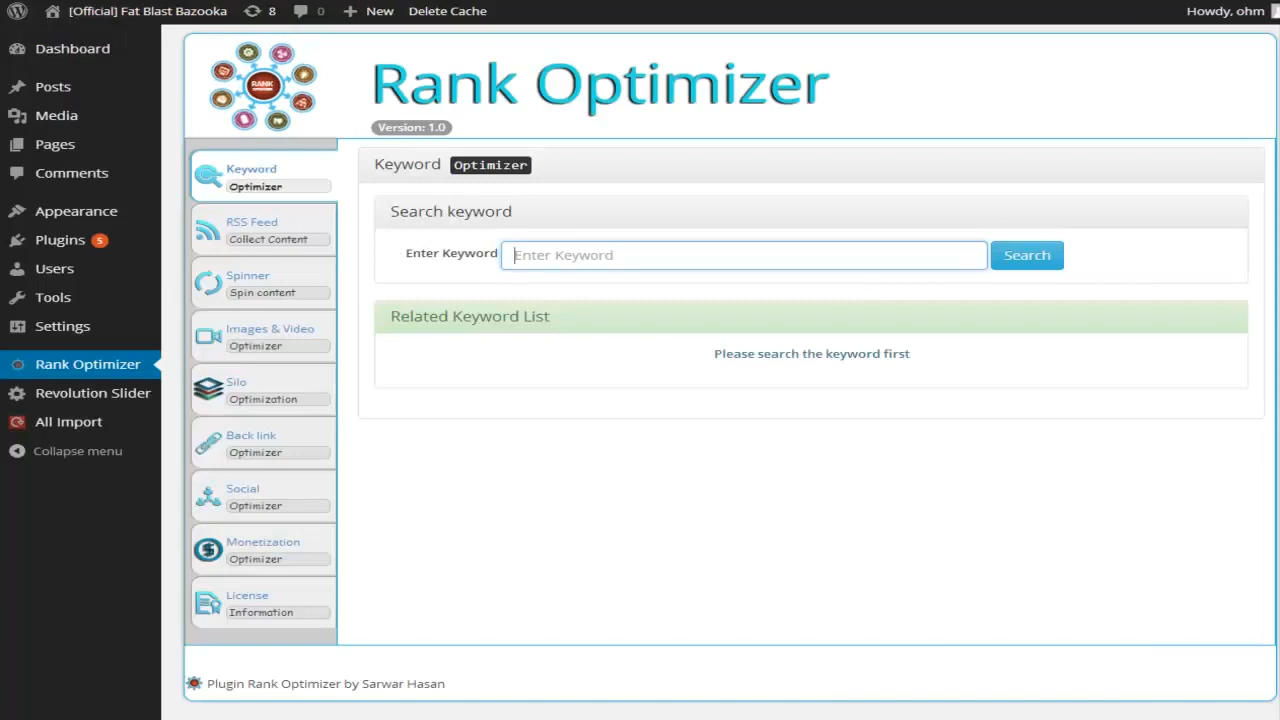 [Official] Fat Blast Bazooka 8 0 New Delete Cache Howdy, ohm
Dashboard
Posts
Media
Pages
Comments
Appearance
Plugins 5
Users
Tools
Settings
Rank Optimizer
Revolution Slider
All Import
Collapse menu
RANK
Rank Optimizer
Version: 1.0
Keyword
Optimizer
RSS Feed
Collect Content
Spinner
Spin content
Images & Video
Optimizer
Silo
Optimization
Back link
Optimizer
Social
Optimizer
Monetization
Optimizer
License
Information
Keyword Optimizer
Search keyword
Enter Keyword Enter Keyword Search
Related Keyword List
Please search the keyword first
Plugin Rank Optimizer by Sarwar Hasan